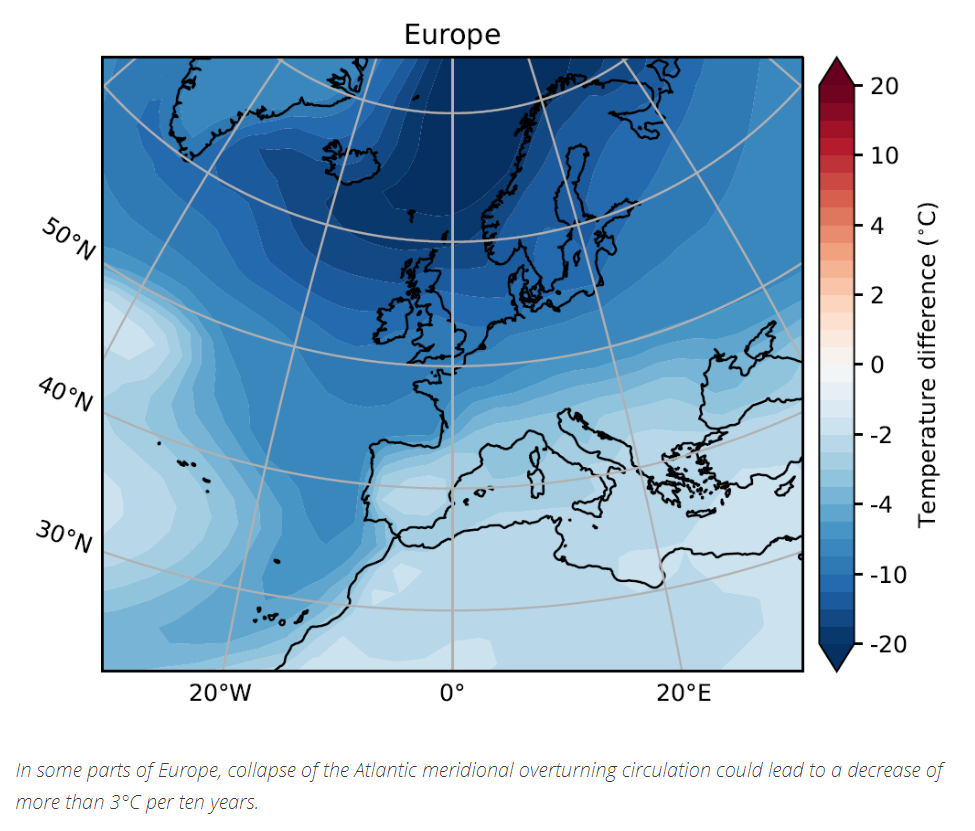 Europe
50°N
40°N
30°N
20°W
0°
20°E
20
10
4
2
0
-2
-4
-10
-20
Temperature difference (°C)
In some parts of Europe, collapse of the Atlantic meridional overturning circulation could lead to a decrease of
more than 3°C per ten years.